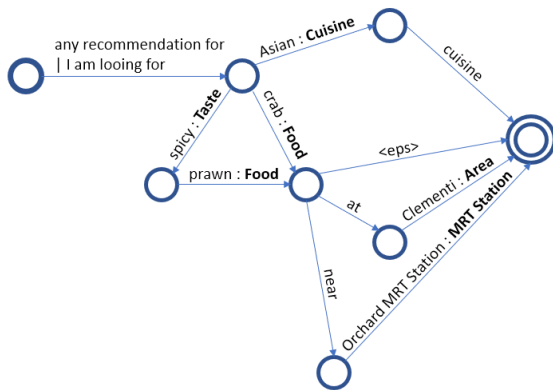 any recommendation for
| I am looing for
Asian : Cuisine
cuisine
spicy : Taste
crab : Food
prawn : Food
<eps>
at
Clementi : Area
near
Orchard MRT Station : MRT Station